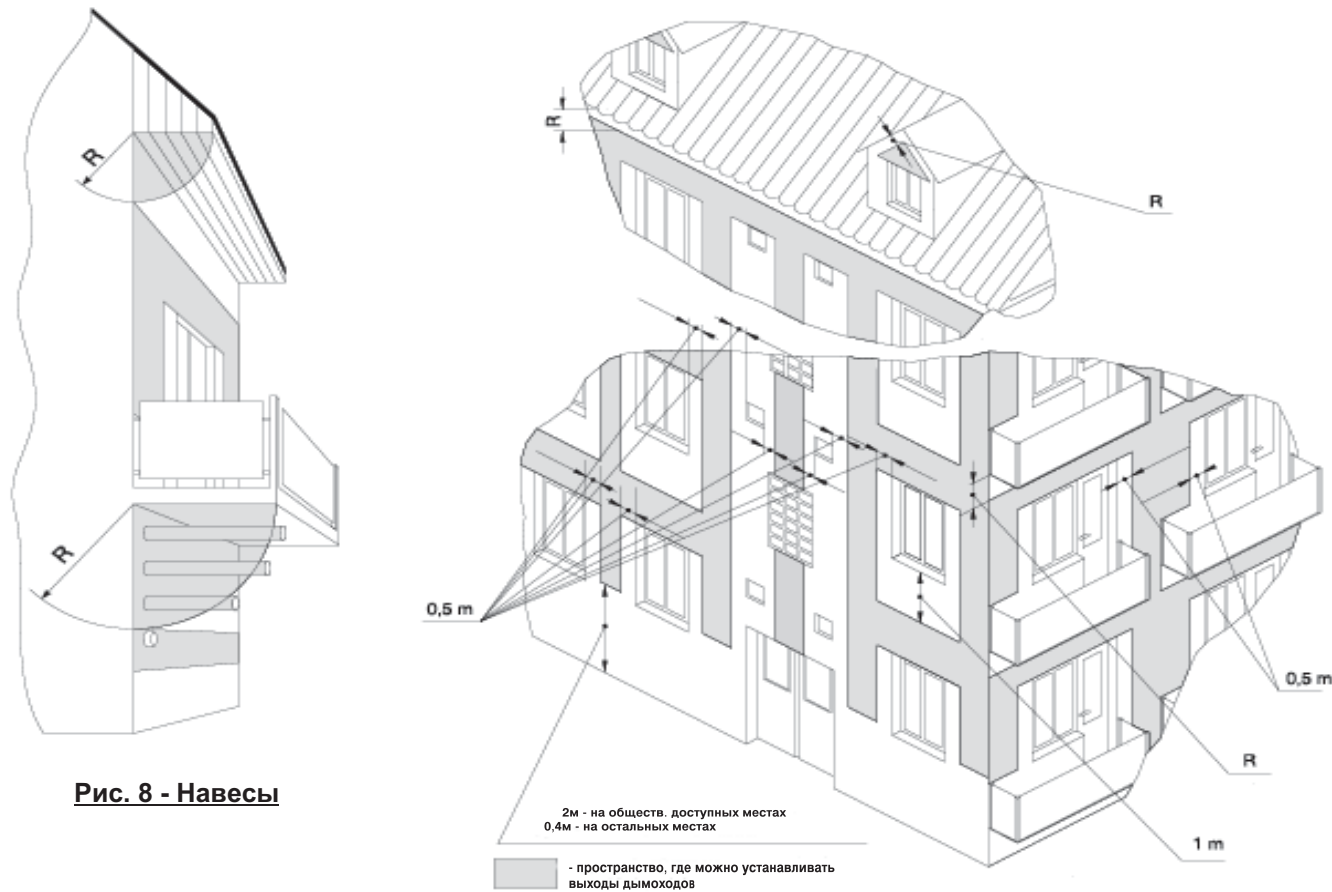 R
R
R
R
0,5 m
0,5 m
R
1 m
Рис. 8 - Навесы
2м - на обществ. доступных местах
0,4м - на остальных местах
- пространство, где можно устанавливать
выходы дымоходов